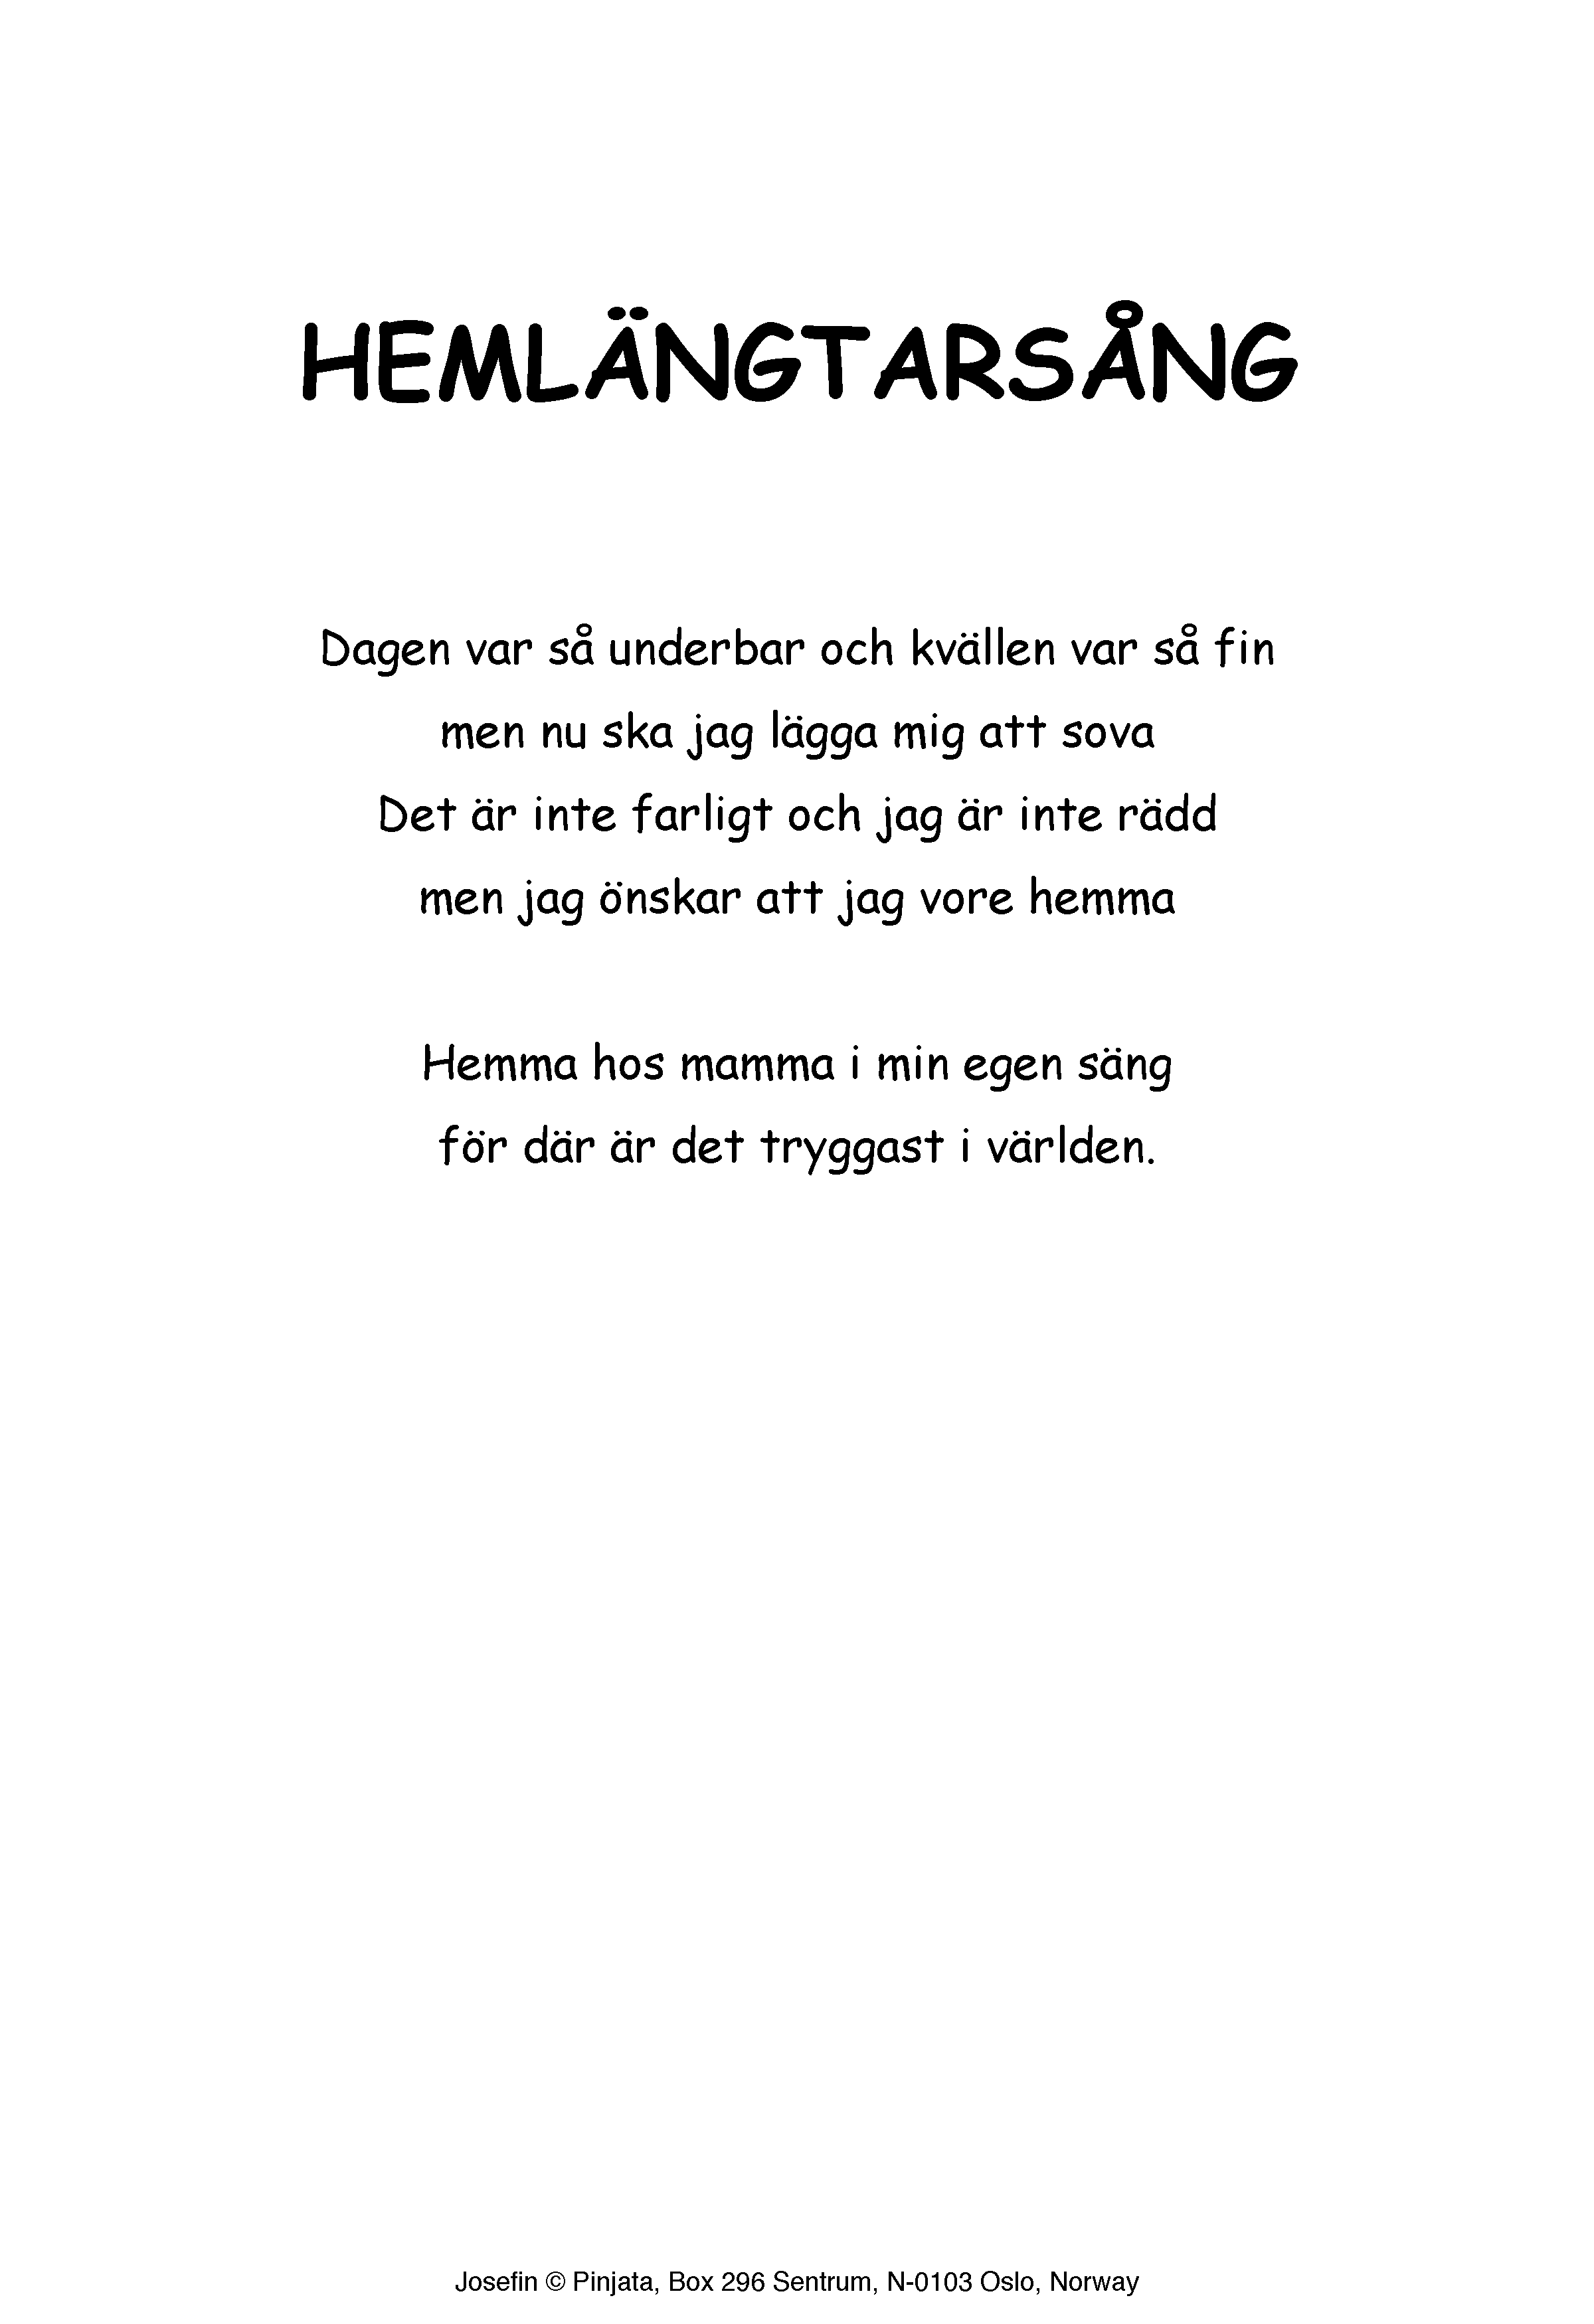 HEMLÄNGTARSÅNG
Dagen var så underbar och kvällen var så fin
men nu ska jag lägga mig att sova
Det är inte farligt och jag är inte rädd
men jag önskar att jag vore hemma
Hemma hos mamma i min egen säng
för där är det tryggast i världen.
Josefin © Pinjata, Box 296 Sentrum, N-0103 Oslo, Norway